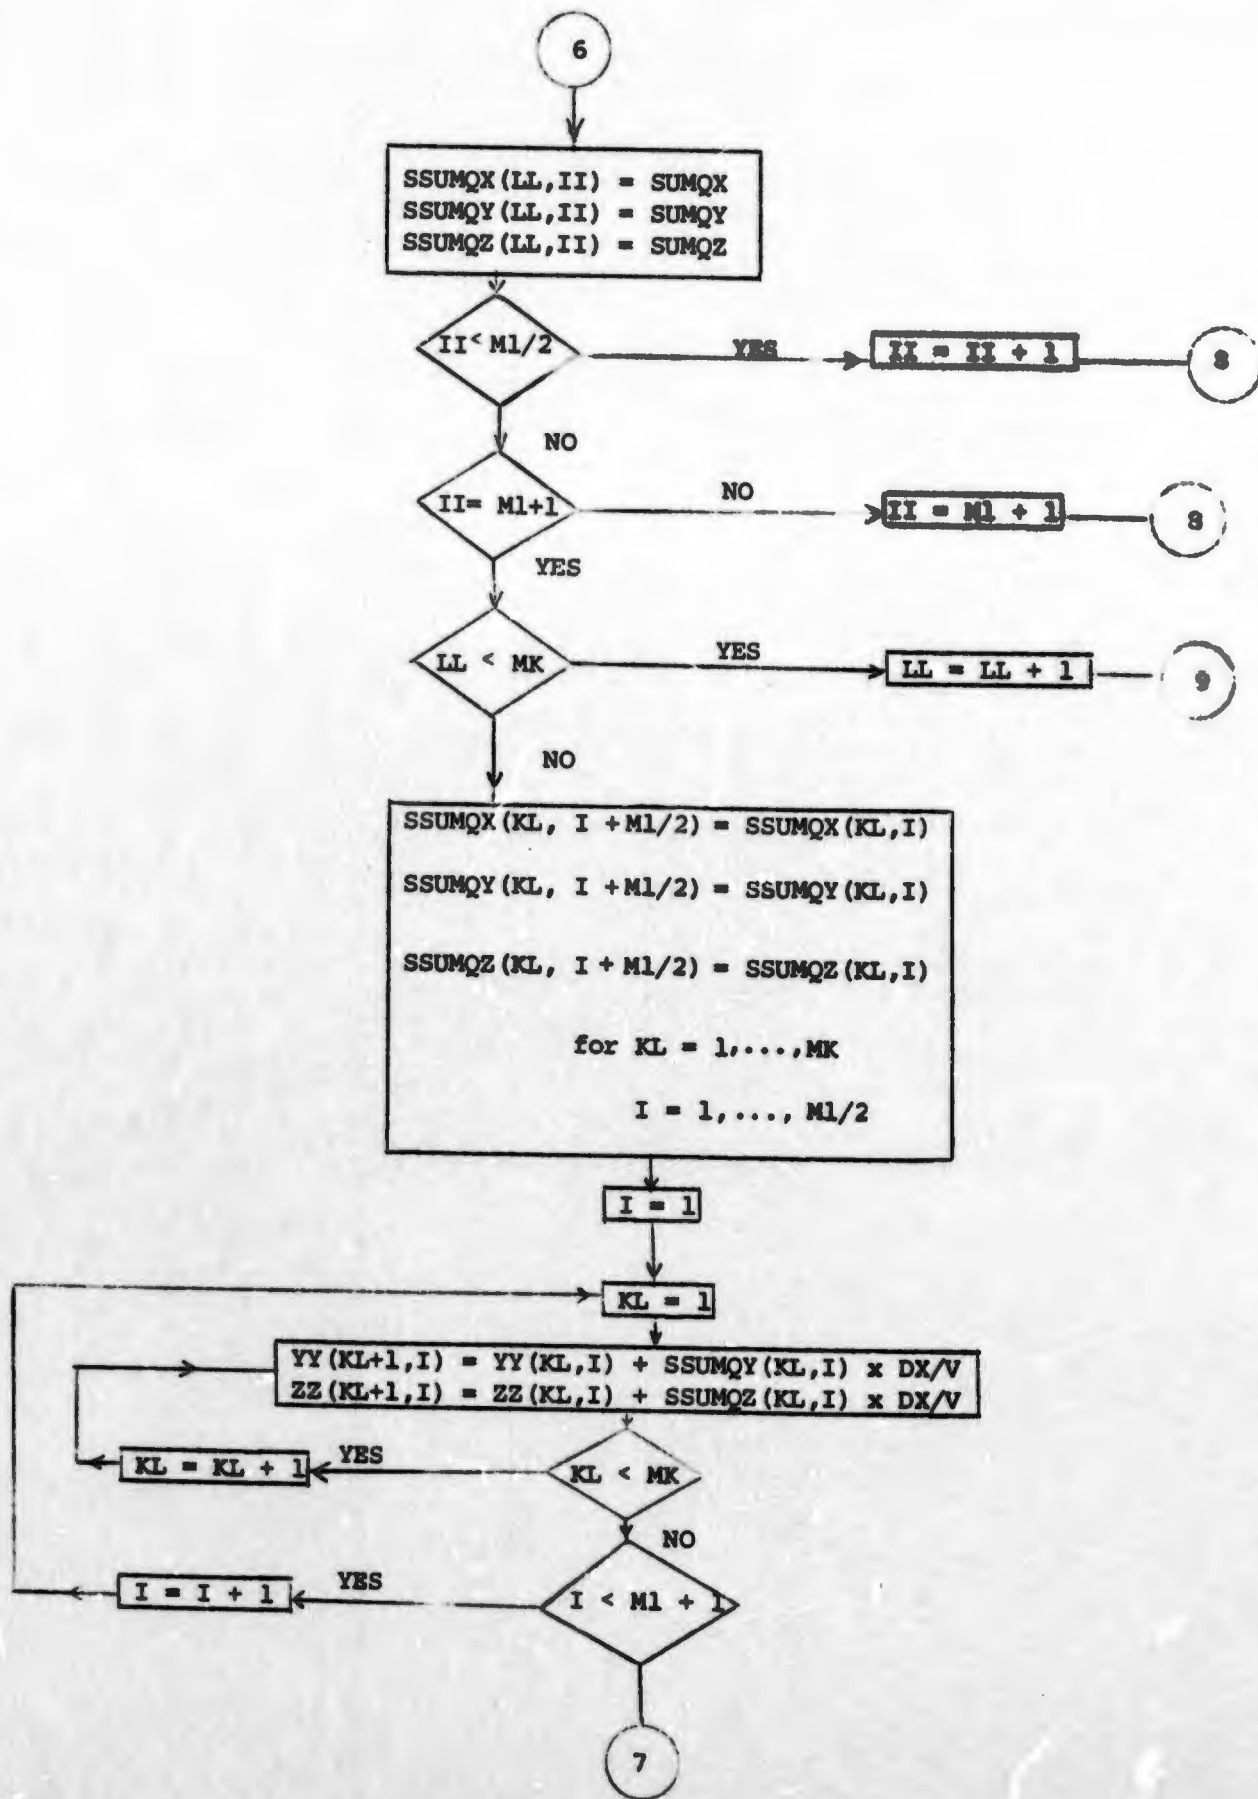 6
SSUMQX(LL,II) = SUMQX
SSUMQY(LL,II) = SUMQY
SSUMQZ(LL,II) = SUMQZ
II< M1/2
YES
II = II + 1
8
NO
II= M1+1
NO
II = M1 + 1
8
YES
LL < MK
YES
LL = LL + 1
9
NO
SSUMQX(KL, I +M1/2) = SSUMQX(KL,I)
SSUMQY(KL, I +M1/2) = SSUMQY(KL,I)
SSUMQZ(KL, I + M1/2) = SSUMQZ(KL,I)
for KL = 1,...,MK
I = 1,..., M1/2
I = 1
KL = 1
YY(KL+1,I) = YY(KL,I) + SSUMQY(KL,I) x DX/V
ZZ(KL+1,I) = ZZ(KL,I) + SSUMQZ(KL,I) x DX/V
KL = KL + 1
YES
KL < MK
NO
I = I + 1
YES
I < M1 + 1
7